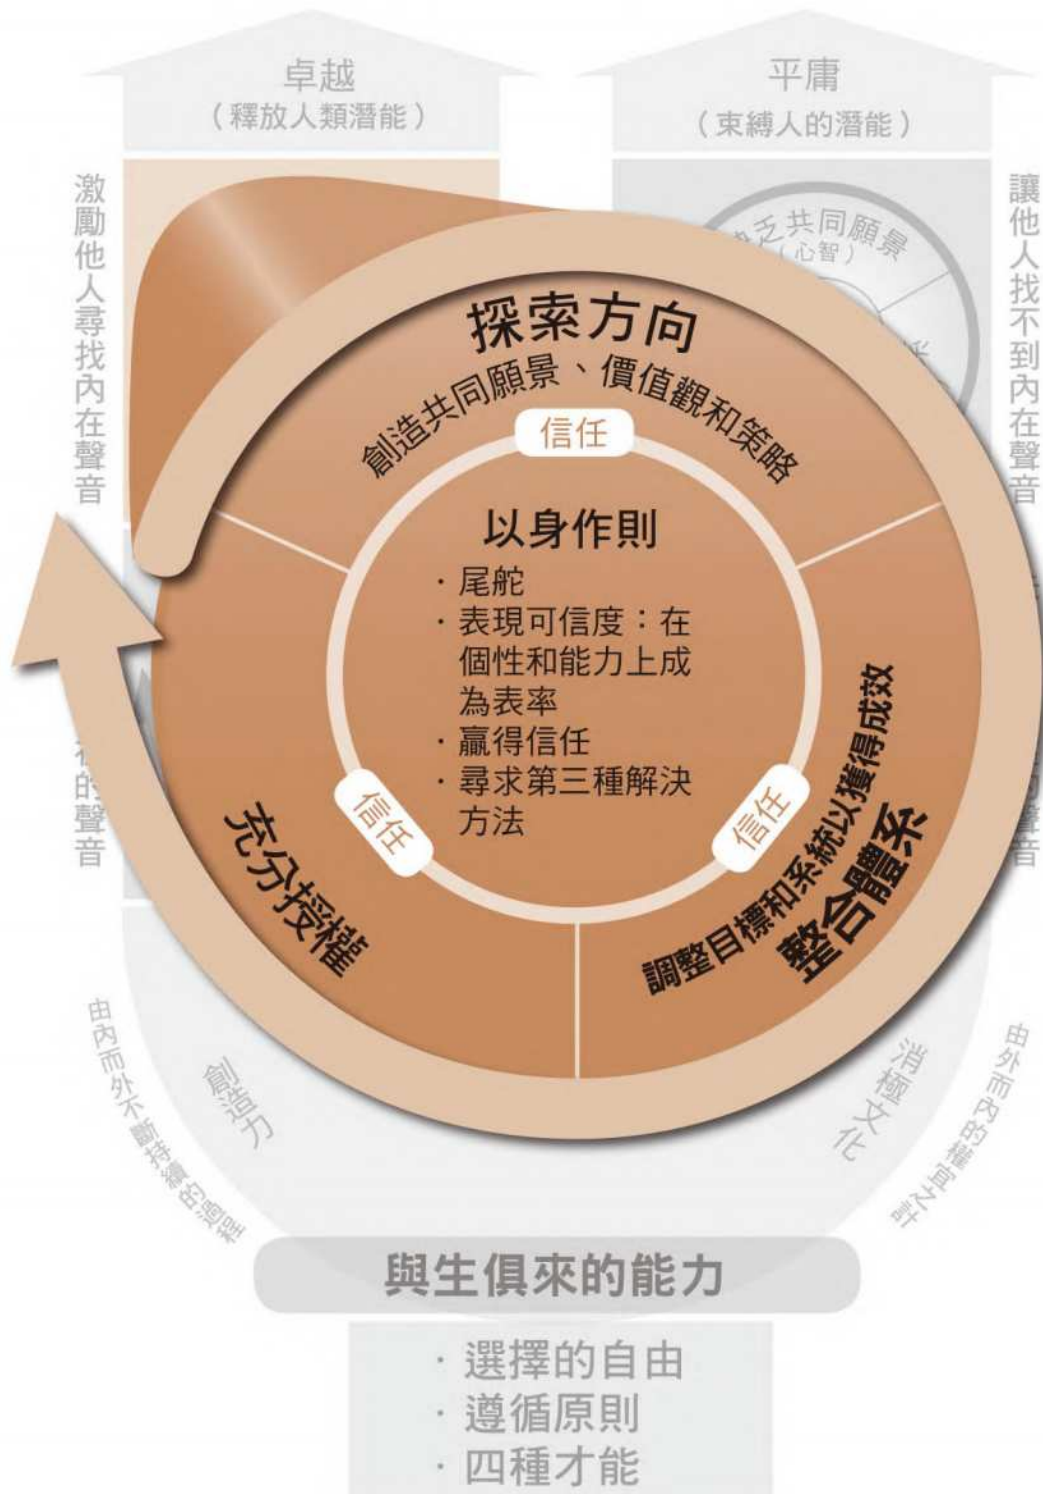 卓越
(釋放人類潛能)
平庸
(束縛人的潛能)
激勵他人尋找內在聲音
讓他人找不到內在聲音
乏共同願景
(心智)
探索方向
創造共同願景、價值觀和策略
信任
以身作則
· 尾舵
· 表現可信度：在
個性和能力上成
為表率
· 贏得信任
· 尋求第三種解決
方法
信任
信任
充分授權
調整目標和系統以獲得成效
整合體系
的聲音
聲音
由內而外不斷持續的過程
創造力
消極文化
由外而內的權宜之計
與生俱來的能力
· 選擇的自由
· 遵循原則
· 四種才能